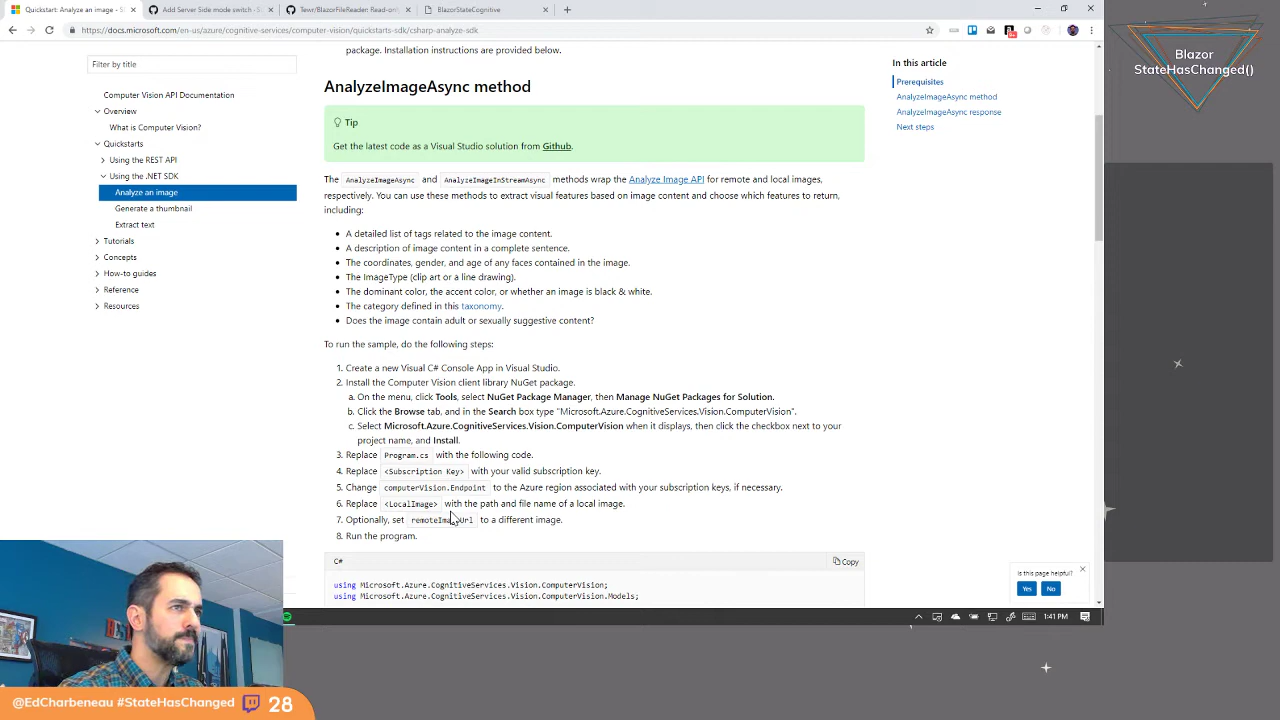 Quickstart: Analyze an image - S
Add Server Side mode switch -
Tewr/BlazorFileReader: Read-only
BlazorStateCognitive
https://docs.microsoft.com/en-us/azure/cognitive-services/computer-vision/quickstarts-sdk/csharp-analyze-sdk
Blazor
StateHasChanged()
Filter by title
Computer Vision API Documentation
Overview
What is Computer Vision?
Quickstarts
Using the REST API
Using the .NET SDK
Analyze an image
Generate a thumbnail
Extract text
Tutorials
Concepts
How-to guides
Reference
Resources
package. Installation instructions are provided below.
AnalyzeImageAsync method
Tip
Get the latest code as a Visual Studio solution from Github.
The AnalyzeImageAsync and AnalyzeImageInStreamAsync methods wrap the Analyze Image API for remote and local images,
respectively. You can use these methods to extract visual features based on image content and choose which features to return,
including:
A detailed list of tags related to the image content.
A description of image content in a complete sentence.
The coordinates, gender, and age of any faces contained in the image.
The ImageType (clip art or a line drawing).
The dominant color, the accent color, or whether an image is black & white.
The category defined in this taxonomy.
Does the image contain adult or sexually suggestive content?
To run the sample, do the following steps:
1. Create a new Visual C# Console App in Visual Studio.
2. Install the Computer Vision client library NuGet package.
a. On the menu, click Tools, select NuGet Package Manager, then Manage NuGet Packages for Solution.
b. Click the Browse tab, and in the Search box type "Microsoft.Azure.CognitiveServices.Vision.ComputerVision".
c. Select Microsoft.Azure.CognitiveServices.Vision.ComputerVision when it displays, then click the checkbox next to your
project name, and Install.
3. Replace Program.cs with the following code.
4. Replace <Subscription Key> with your valid subscription key.
5. Change computerVision.Endpoint to the Azure region associated with your subscription keys, if necessary.
6. Replace <LocalImage> with the path and file name of a local image.
7. Optionally, set remoteImageUrl to a different image.
8. Run the program.
C#
Copy
using Microsoft.Azure.CognitiveServices.Vision.ComputerVision;
using Microsoft.Azure.CognitiveServices.Vision.ComputerVision.Models;
In this article
Prerequisites
AnalyzeImageAsync method
AnalyzeImageAsync response
Next steps
Is this page helpful?
Yes
No
1:41 PM
@EdCharbeneau #StateHasChanged 28